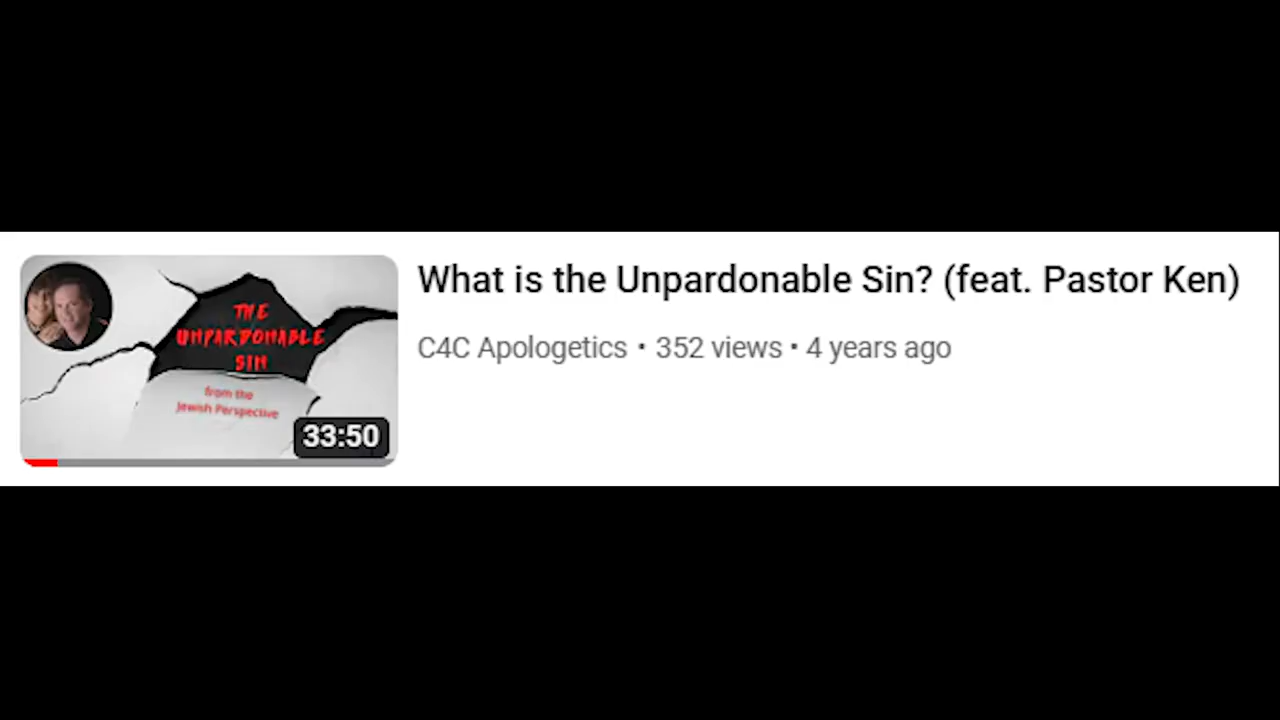 THE
UNPARDONABLE
SIN
from the
Jewish Perspective
33:50
What is the Unpardonable Sin? (feat. Pastor Ken)
C4C Apologetics • 352 views • 4 years ago